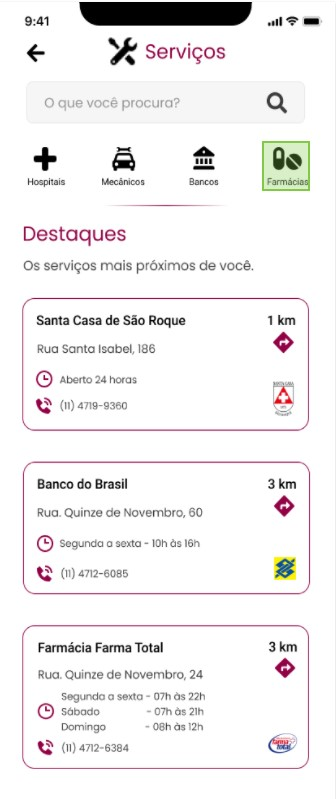 9:41
Serviços
O que você procura?
Hospitais Mecânicos Bancos Farmácias
Destaques
Os serviços mais próximos de você.
Santa Casa de São Roque 1 km
Rua Santa Isabel, 186
Aberto 24 horas
(11) 4719-9360
SANTA CASA
Banco do Brasil 3 km
Rua. Quinze de Novembro, 60
Segunda a sexta - 10h às 16h
(11) 4712-6085
Farmácia Farma Total 3 km
Rua. Quinze de Novembro, 24
Segunda a sexta - 07h às 22h
Sábado - 07h às 21h
Domingo - 08h às 12h
(11) 4712-6384
farma
total